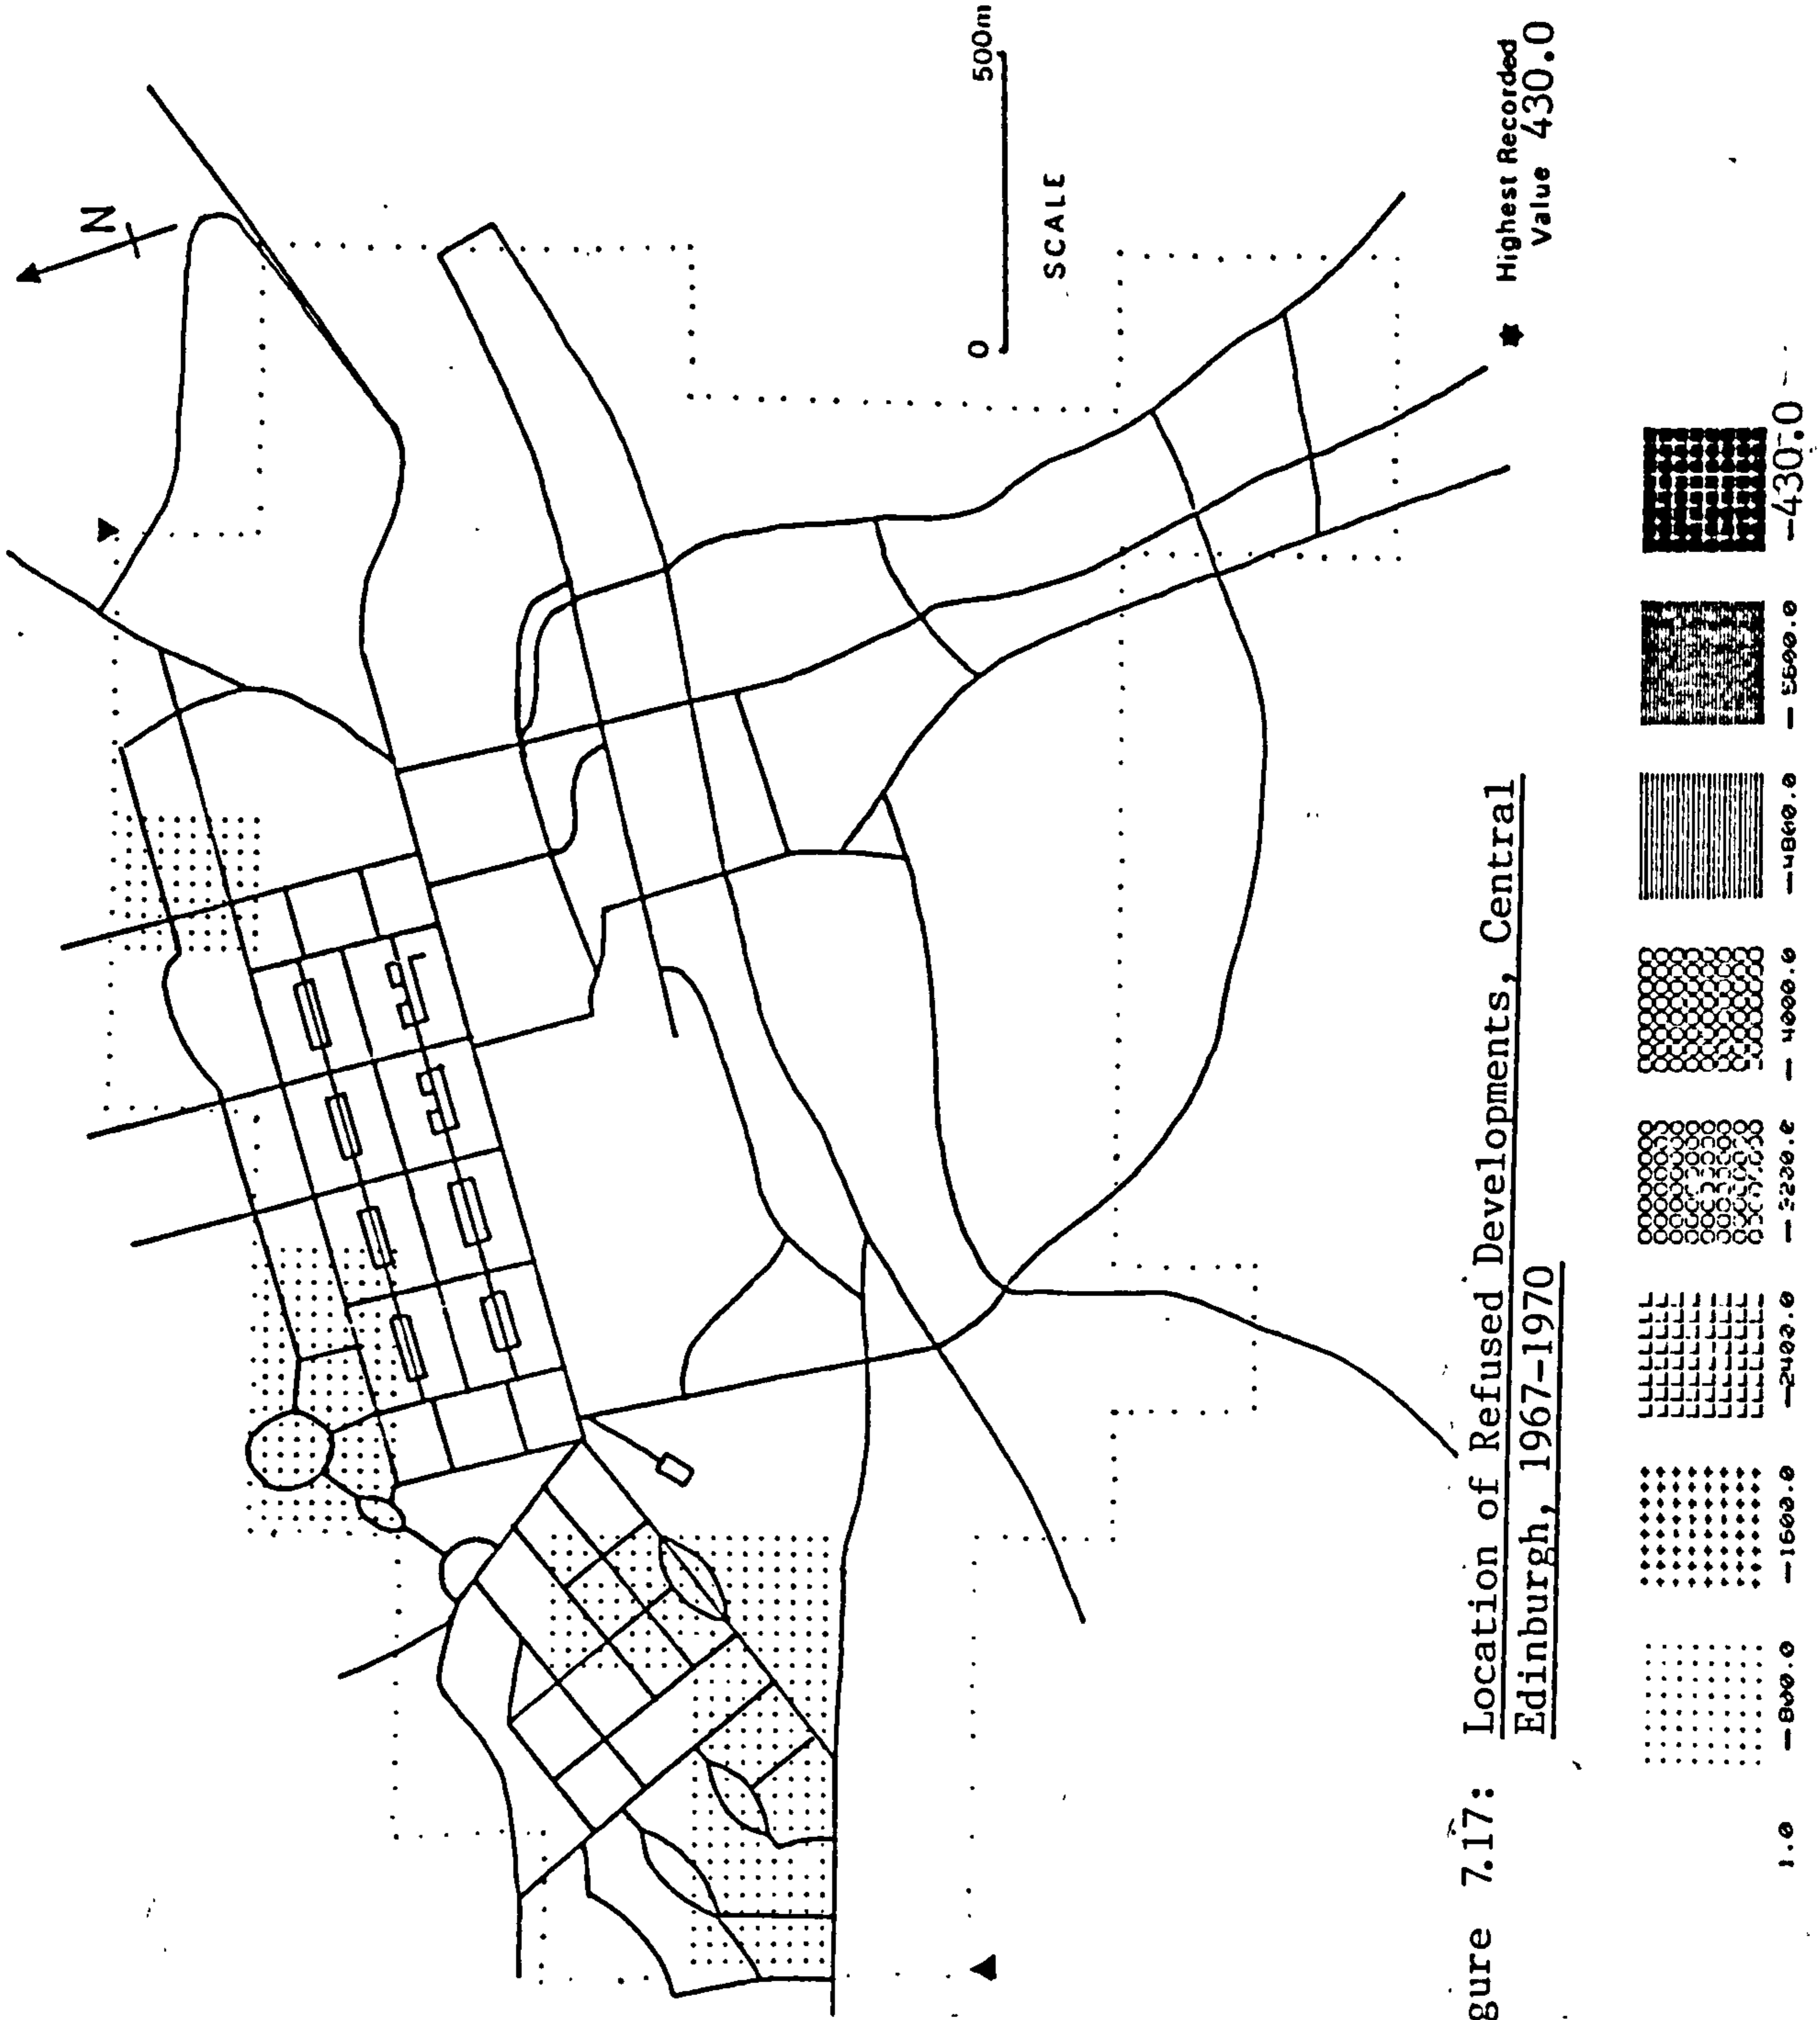 N
0 500m
SCALE
Highest Recorded
Value 430.0
gure 7.17: Location of Refused Developments, Central
Edinburgh, 1967–1970
1.0 —800.0 —1600.0 —2400.0 —4000.0 —4800.0 —5600.0 —430.0